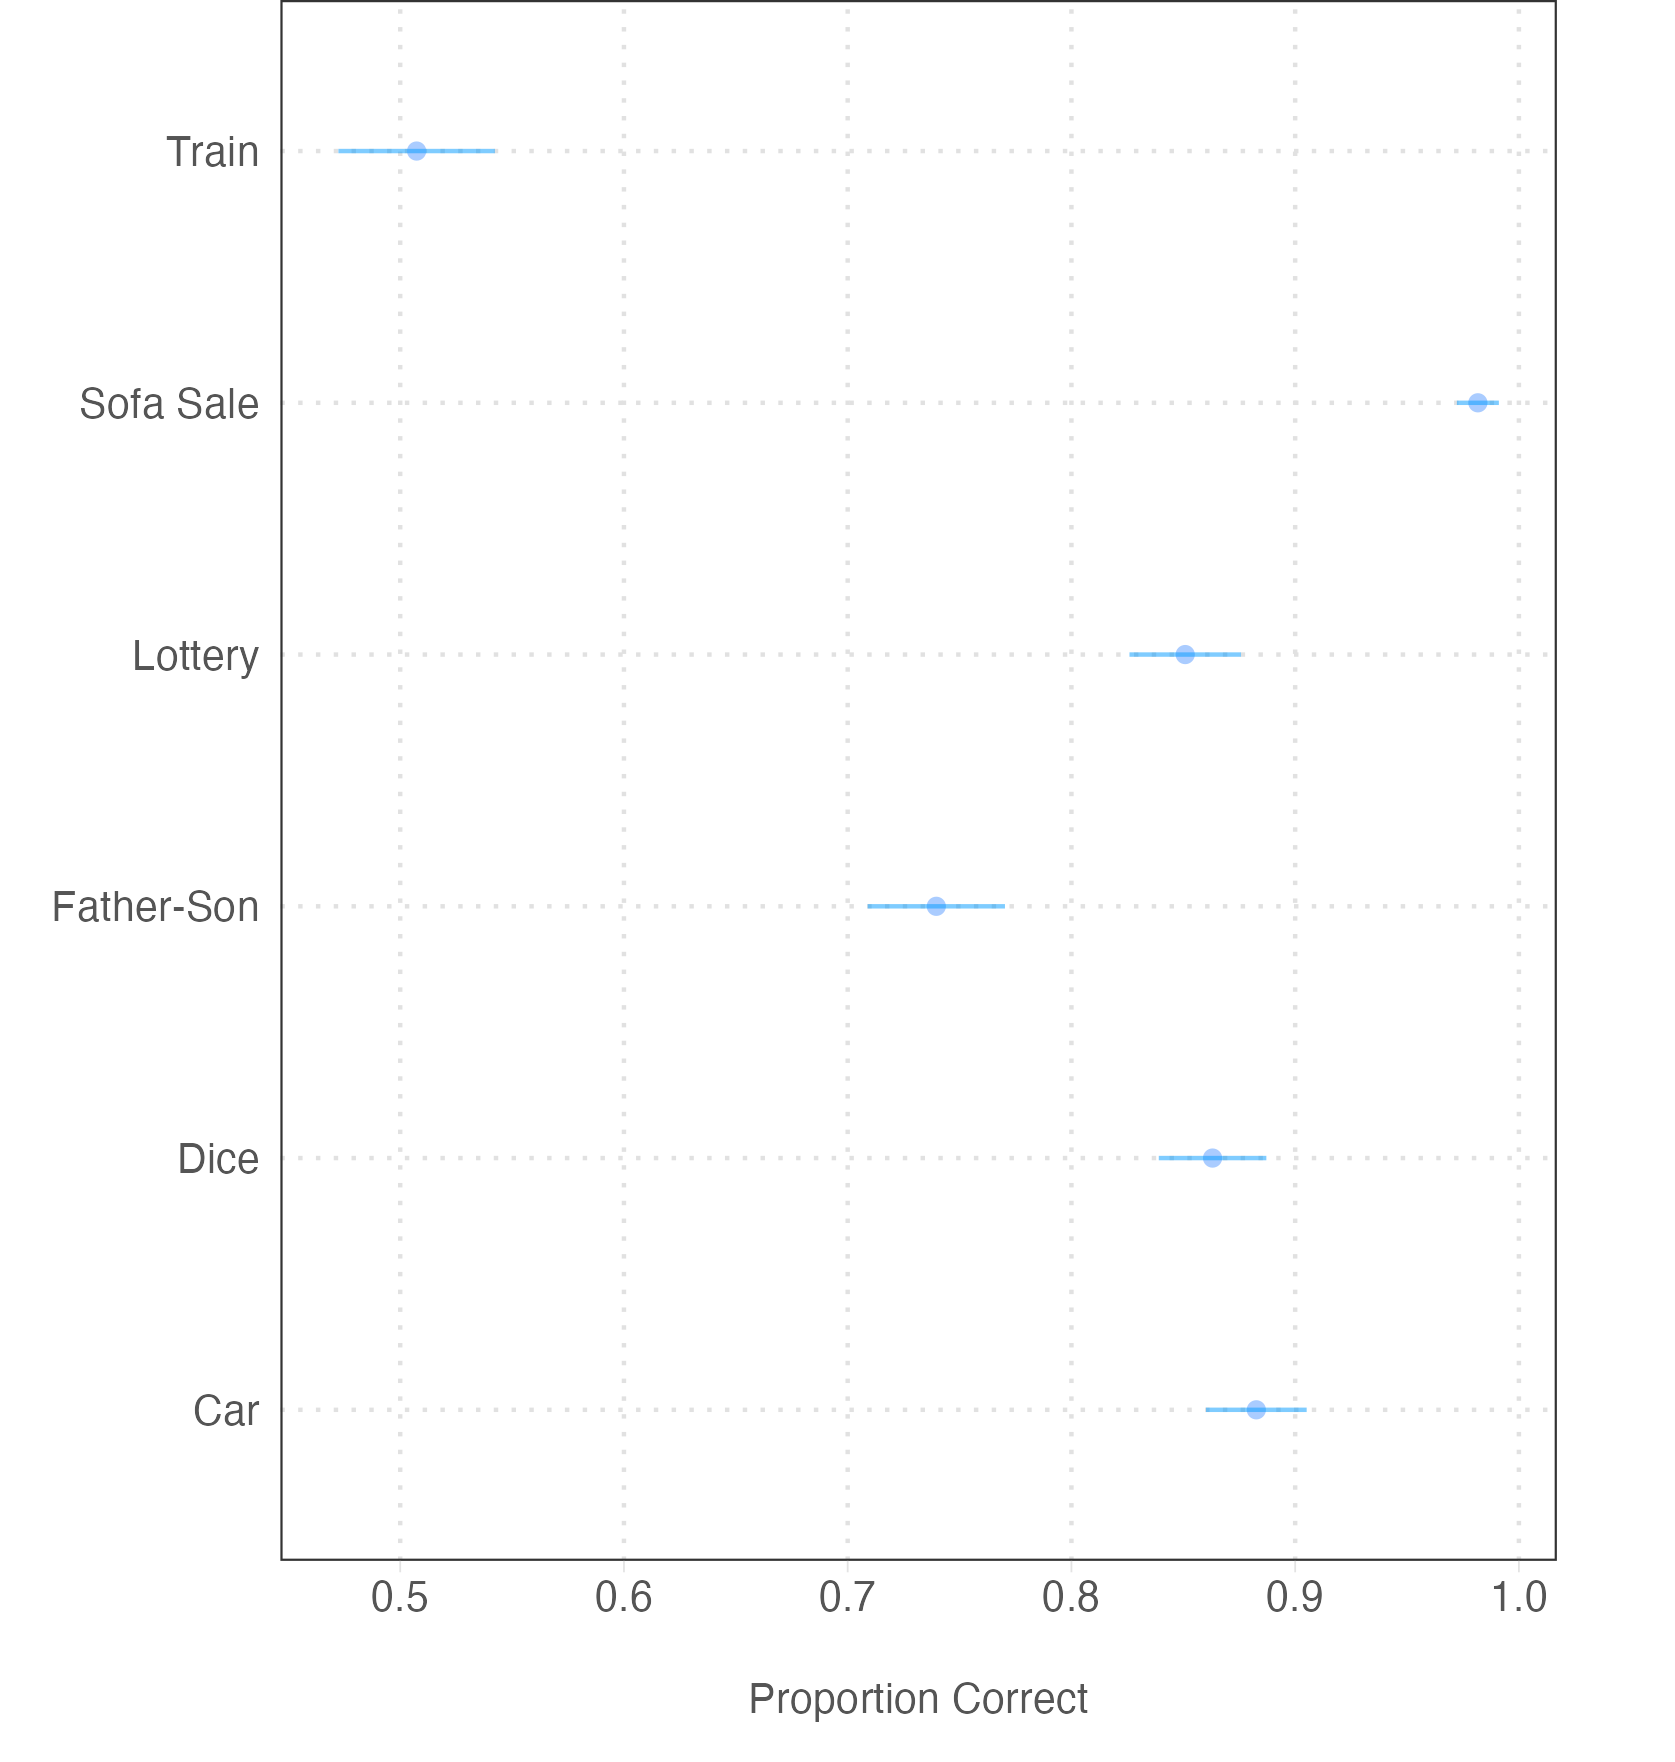 Train
Sofa Sale
Lottery
Father-Son
Dice
Car
0.5 0.6 0.7 0.8 0.9 1.0
Proportion Correct